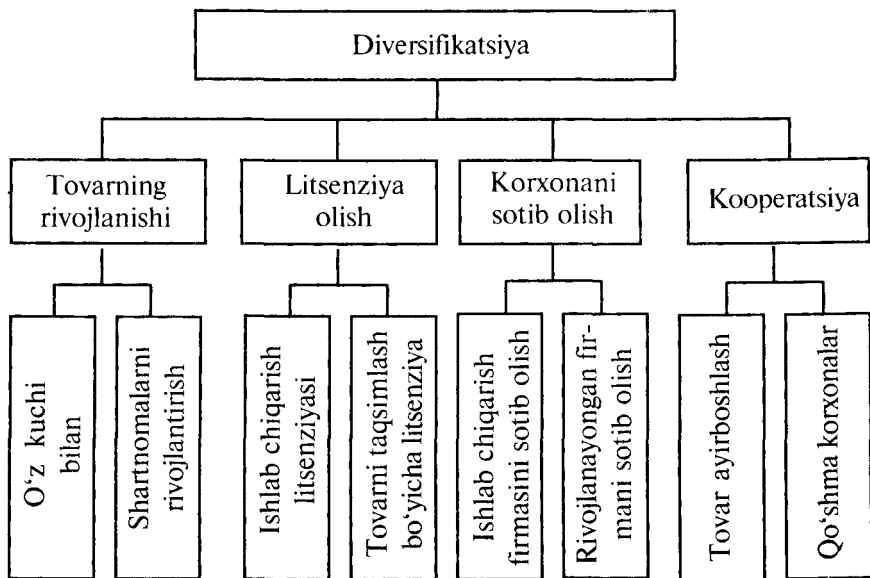 Diversifikatsiya
Tovarning
rivojlanishi
Litsenziya
olish
Korxonani
sotib olish
Kooperatsiya
O‘z kuchi
bilan
Shartnomalarni
rivojlantirish
Ishlab chiqarish
litsenziyasi
Tovarni taqsimlash
bo‘yicha litsenziya
Ishlab chiqarish
firmasini sotib olish
Rivojlanayongan fir-
mani sotib olish
Tovar ayirboshlash
Qo‘shma korxonalar